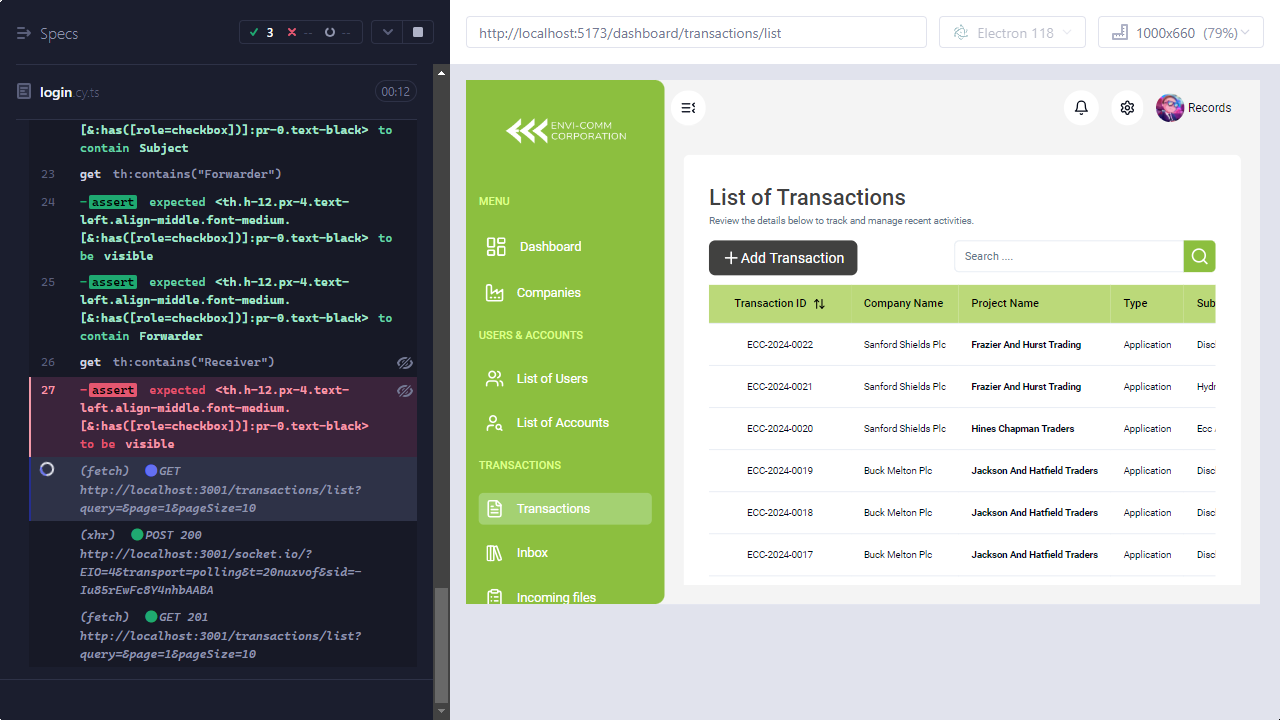 Specs
3
--
--
http://localhost:5173/dashboard/transactions/list
Electron 118
1000x660 (79%)
login.cy.ts
00:12
[&:has([role=checkbox])]:pr-0.text-black> to
contain Subject
23 get th:contains("Forwarder")
24 -assert expected <th.h-12.px-4.text-
left.align-middle.font-medium.
[&:has([role=checkbox])]:pr-0.text-black> to
be visible
25 -assert expected <th.h-12.px-4.text-
left.align-middle.font-medium.
[&:has([role=checkbox])]:pr-0.text-black> to
contain Forwarder
26 get th:contains("Receiver")
27 -assert expected <th.h-12.px-4.text-
left.align-middle.font-medium.
[&:has([role=checkbox])]:pr-0.text-black>
to be visible
(fetch) GET
http://localhost:3001/transactions/list?
query=&page=1&pageSize=10
(xhr) POST 200
http://localhost:3001/socket.io/?
EIO=4&transport=polling&t=20nuxvof&sid=-
Iu85rEwFc8Y4nhbAABA
(fetch) GET 201
http://localhost:3001/transactions/list?
query=&page=1&pageSize=10
ENVI-COMM
CORPORATION
MENU
Dashboard
Companies
USERS & ACCOUNTS
List of Users
List of Accounts
TRANSACTIONS
Transactions
Inbox
Incoming files
Records
List of Transactions
Review the details below to track and manage recent activities.
Add Transaction
Search ....
Transaction ID Company Name Project Name Type Sub
ECC-2024-0022 Sanford Shields Plc Frazier And Hurst Trading Application Disc
ECC-2024-0021 Sanford Shields Plc Frazier And Hurst Trading Application Hydr
ECC-2024-0020 Sanford Shields Plc Hines Chapman Traders Application Ecc
ECC-2024-0019 Buck Melton Plc Jackson And Hatfield Traders Application Disc
ECC-2024-0018 Buck Melton Plc Jackson And Hatfield Traders Application Disc
ECC-2024-0017 Buck Melton Plc Jackson And Hatfield Traders Application Disc